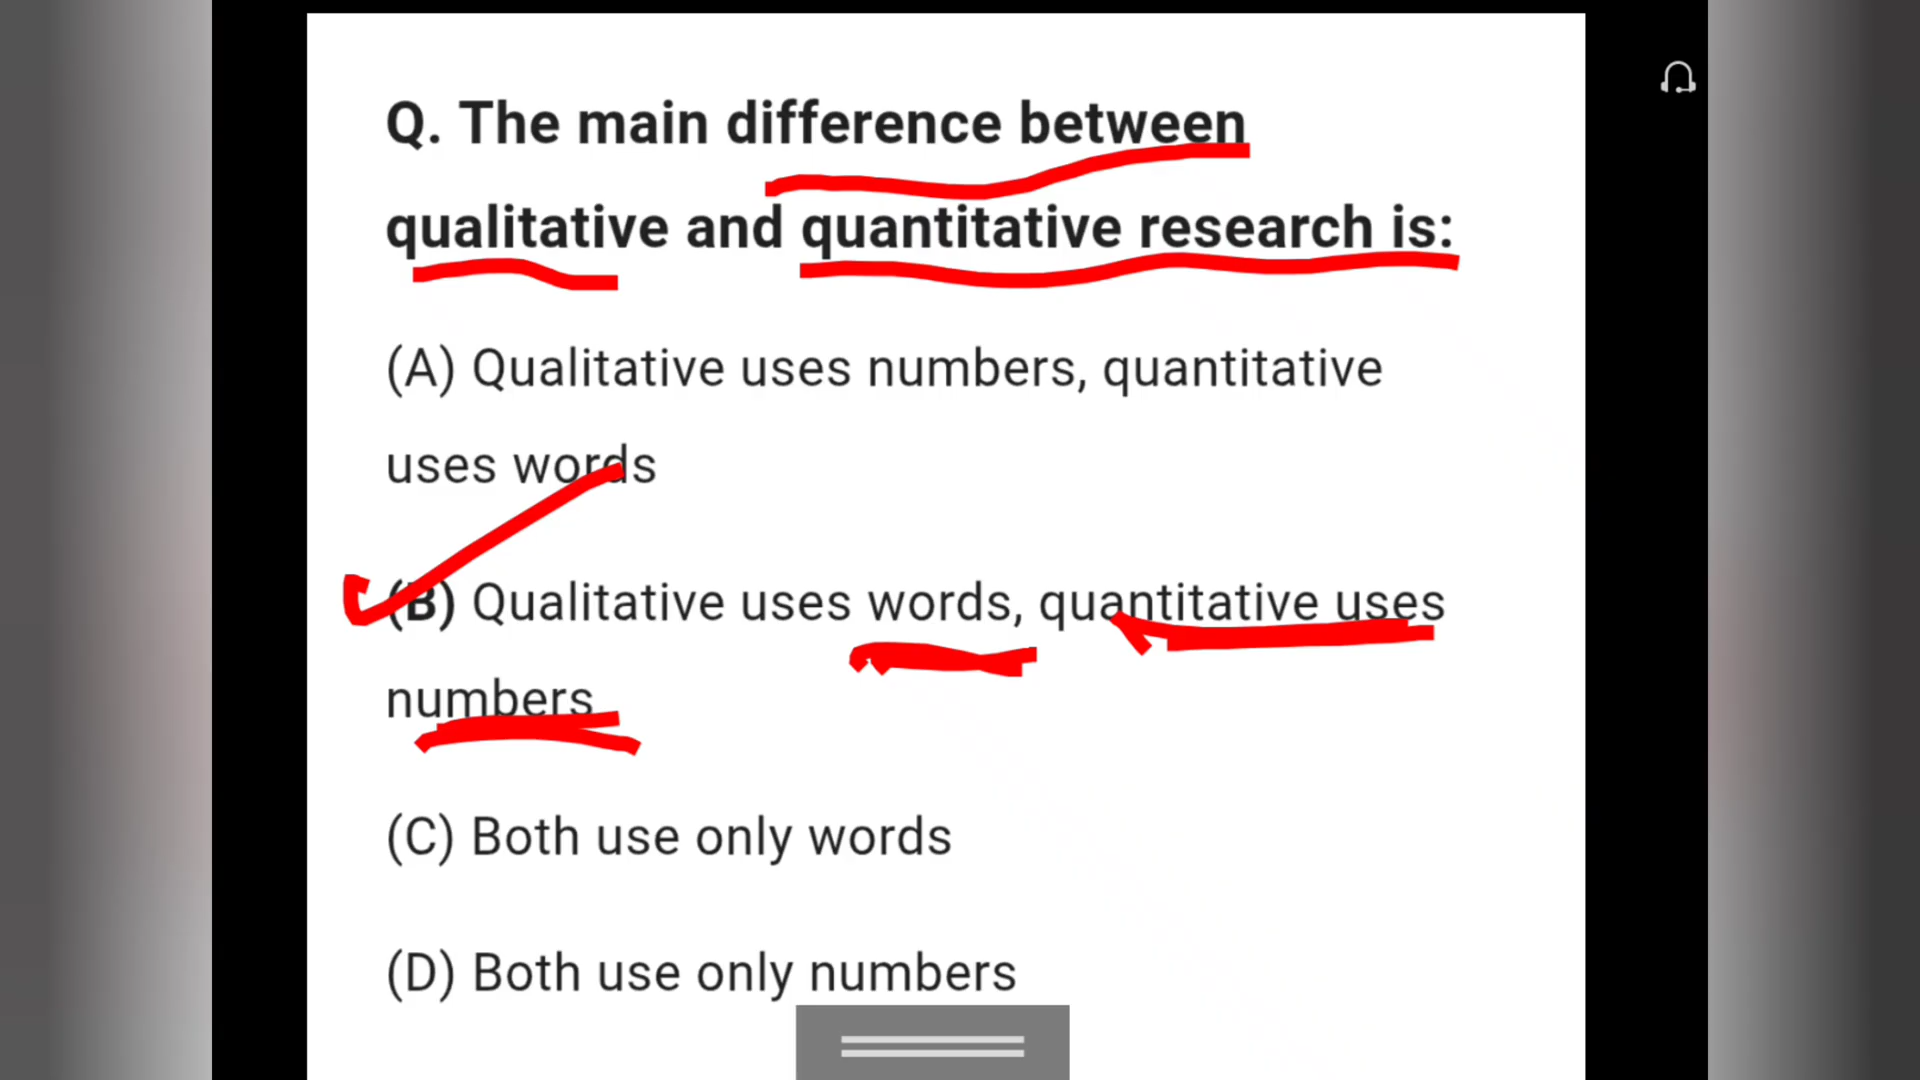 Q. The main difference between
qualitative and quantitative research is:
(A) Qualitative uses numbers, quantitative
uses words
(B) Qualitative uses words, quantitative uses
numbers
(C) Both use only words
(D) Both use only numbers